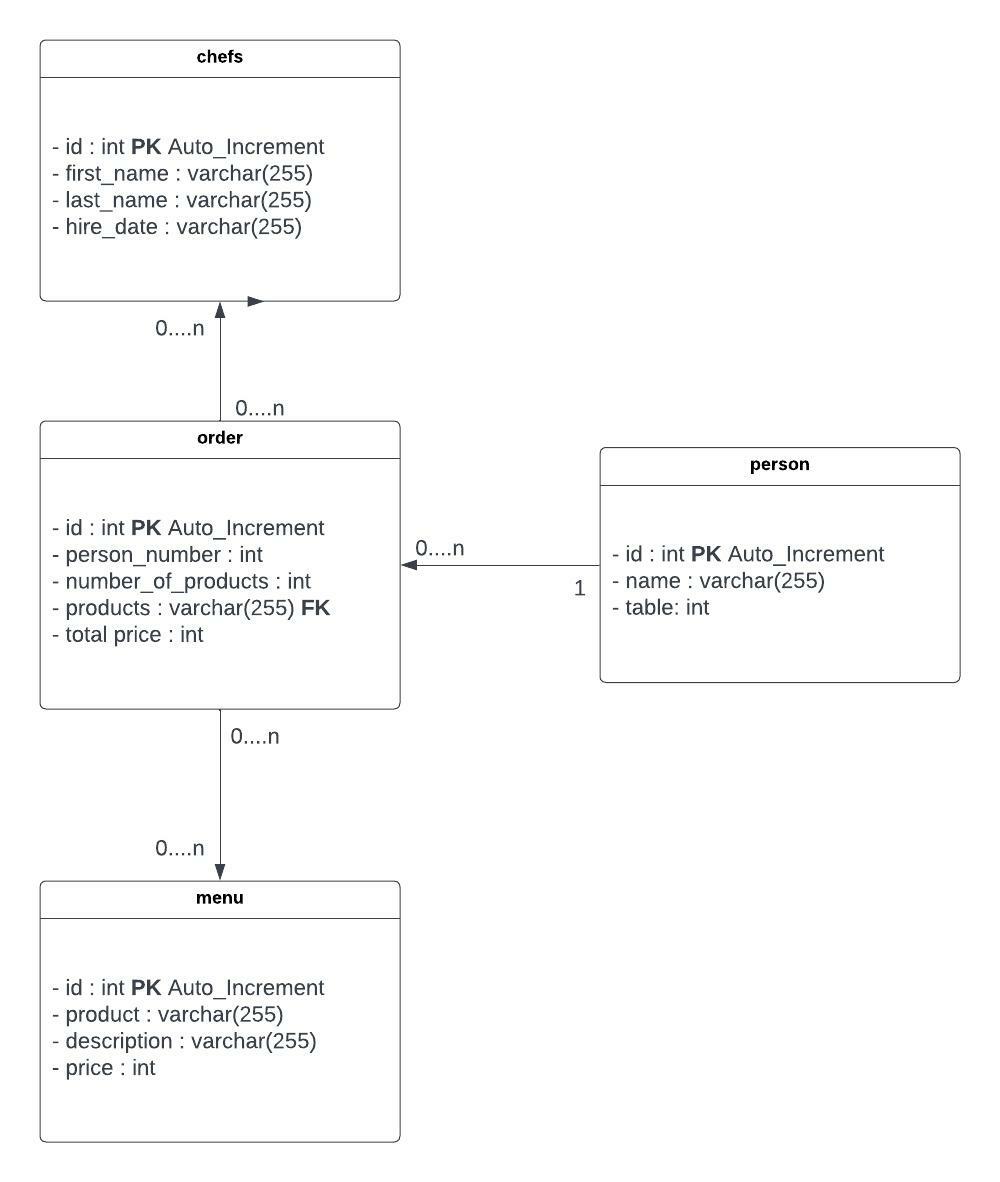 chefs
- id : int PK Auto_Increment
- first_name : varchar(255)
- last_name : varchar(255)
- hire_date : varchar(255)
0....n
0....n
order
- id : int PK Auto_Increment
- person_number : int
- number_of_products : int
- products : varchar(255) FK
- total price : int
0....n
1
person
- id : int PK Auto_Increment
- name : varchar(255)
- table: int
0....n
0....n
menu
- id : int PK Auto_Increment
- product : varchar(255)
- description : varchar(255)
- price : int